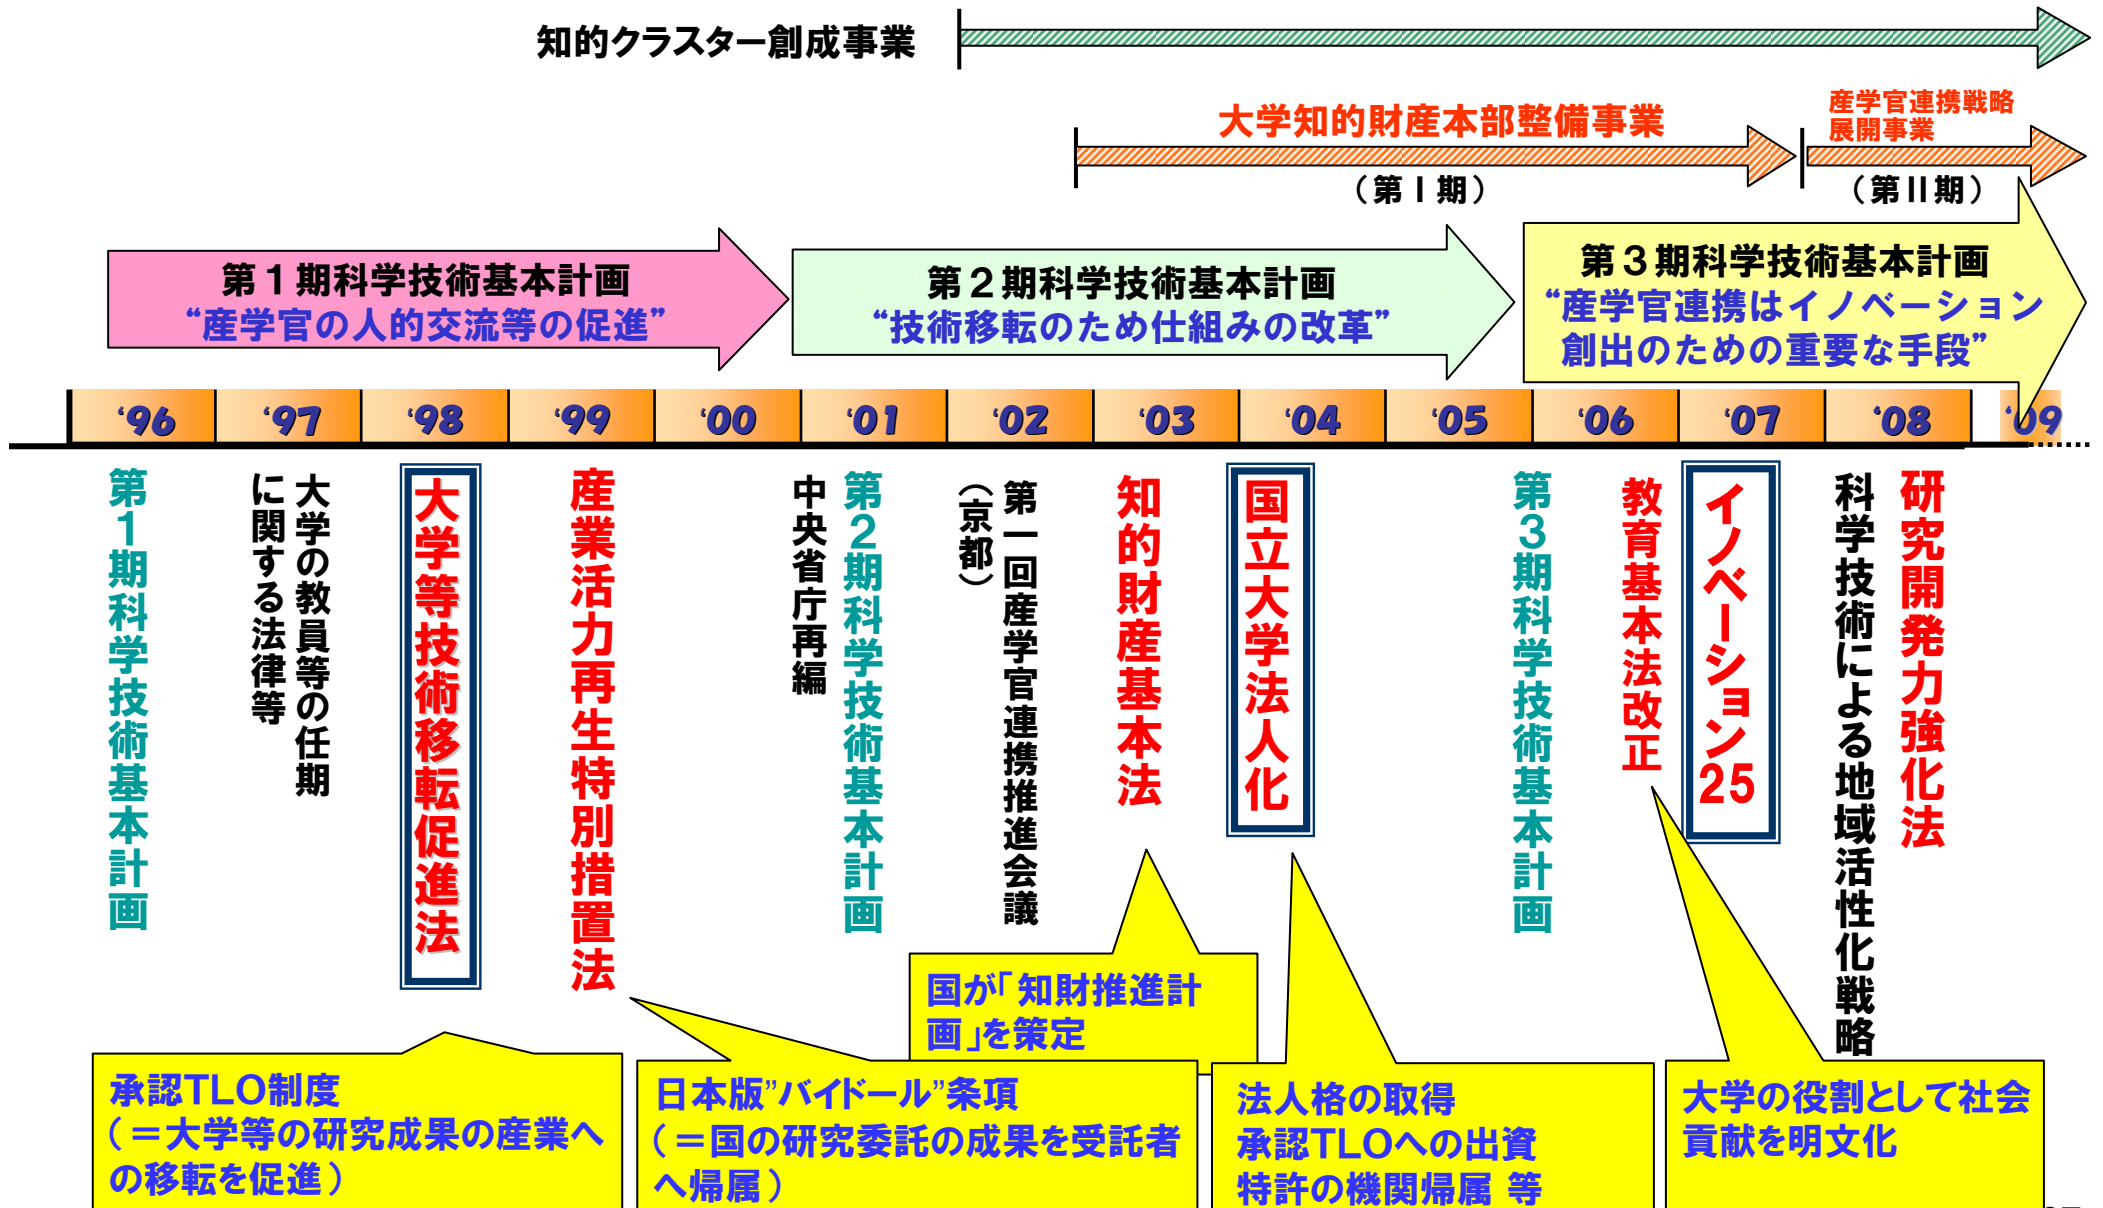 知的クラスター創成事業
大学知的財産本部整備事業
産学官連携戦略
展開事業
（第Ⅰ期）
（第Ⅱ期）
第１期科学技術基本計画
“産学官の人的交流等の促進”
第２期科学技術基本計画
“技術移転のため仕組みの改革”
第３期科学技術基本計画
“産学官連携はイノベーション
創出のための重要な手段”
‘96
‘97
‘98
‘99
‘00
‘01
‘02
‘03
‘04
‘05
‘06
‘07
‘08
‘09
第１期科学技術基本計画
大学の教員等の任期
に関する法律等
大学等技術移転促進法
産業活力再生特別措置法
中央省庁再編
第２期科学技術基本計画
第一回産学官連携推進会議
（京都）
知的財産基本法
国立大学法人化
第３期科学技術基本計画
教育基本法改正
イノベーション25
科学技術による地域活性化戦略
研究開発力強化法
国が「知財推進計
画」を策定
承認TLO制度
（＝大学等の研究成果の産業へ
の移転を促進）
日本版”バイドール”条項
（＝国の研究委託の成果を受託者
へ帰属）
法人格の取得
承認TLOへの出資
特許の機関帰属 等
大学の役割として社会
貢献を明文化